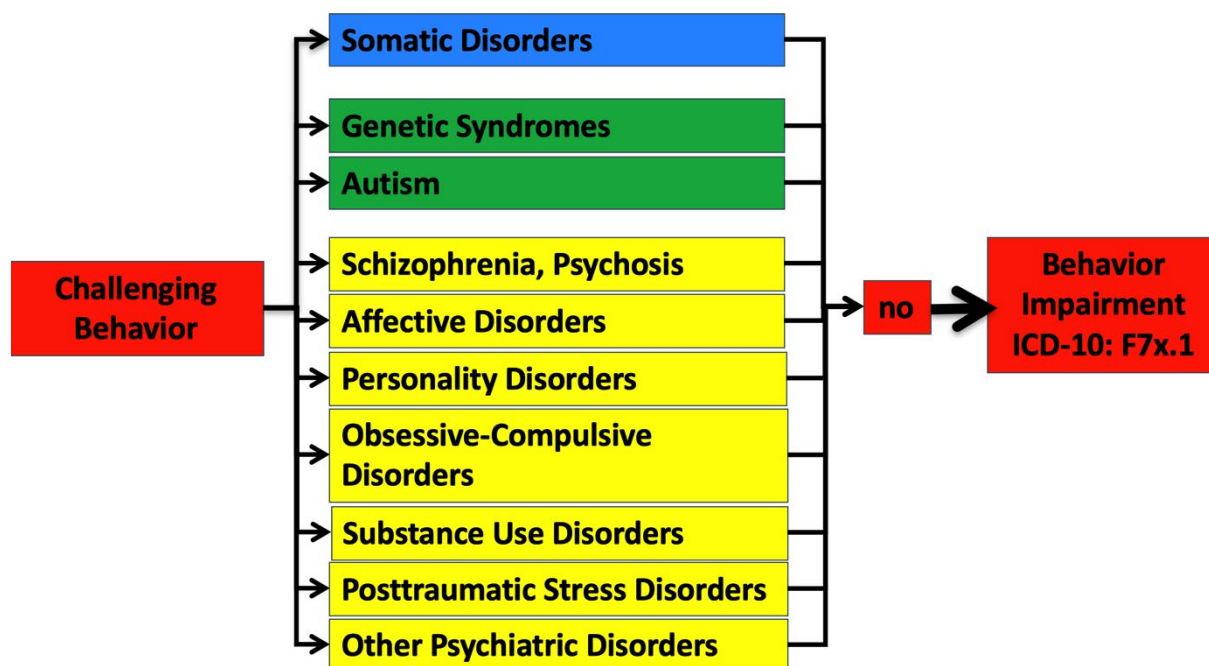 Challenging
Behavior
Somatic Disorders
Genetic Syndromes
Autism
Schizophrenia, Psychosis
Affective Disorders
Personality Disorders
Obsessive-Compulsive
Disorders
Substance Use Disorders
Posttraumatic Stress Disorders
Other Psychiatric Disorders
no
Behavior
Impairment
ICD-10: F7x.1